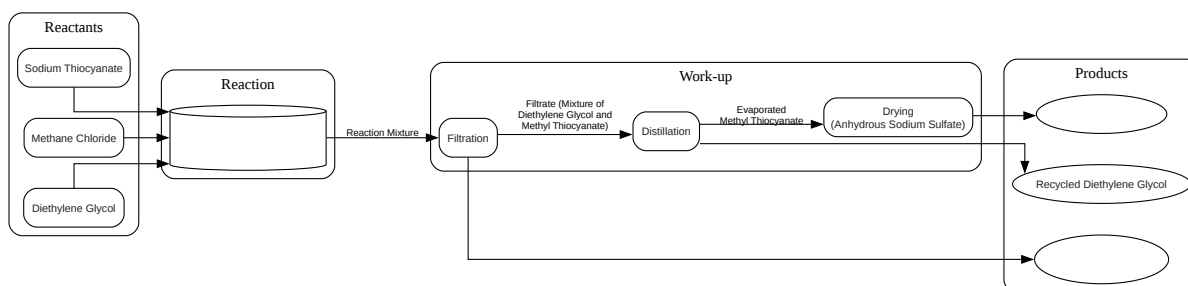 Reactants
Sodium Thiocyanate
Methane Chloride
Diethylene Glycol
Reaction
Reaction Mixture
Work-up
Filtration
Filtrate (Mixture of
Diethylene Glycol and
Methyl Thiocyanate)
Distillation
Evaporated
Methyl Thiocyanate
Drying
(Anhydrous Sodium Sulfate)
Products
Recycled Diethylene Glycol